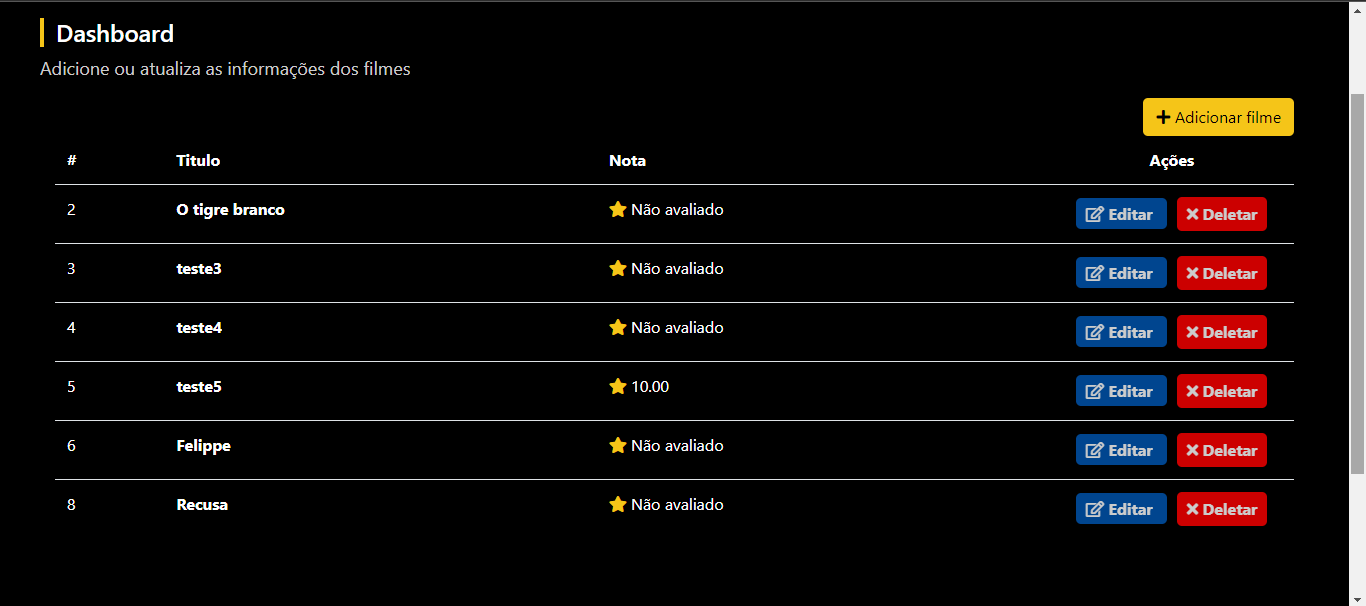 Dashboard
Adicione ou atualiza as informações dos filmes
Adicionar filme
# Titulo Nota Ações
2 O tigre branco Não avaliado Editar Deletar
3 teste3 Não avaliado Editar Deletar
4 teste4 Não avaliado Editar Deletar
5 teste5 10.00 Editar Deletar
6 Felippe Não avaliado Editar Deletar
8 Recusa Não avaliado Editar Deletar